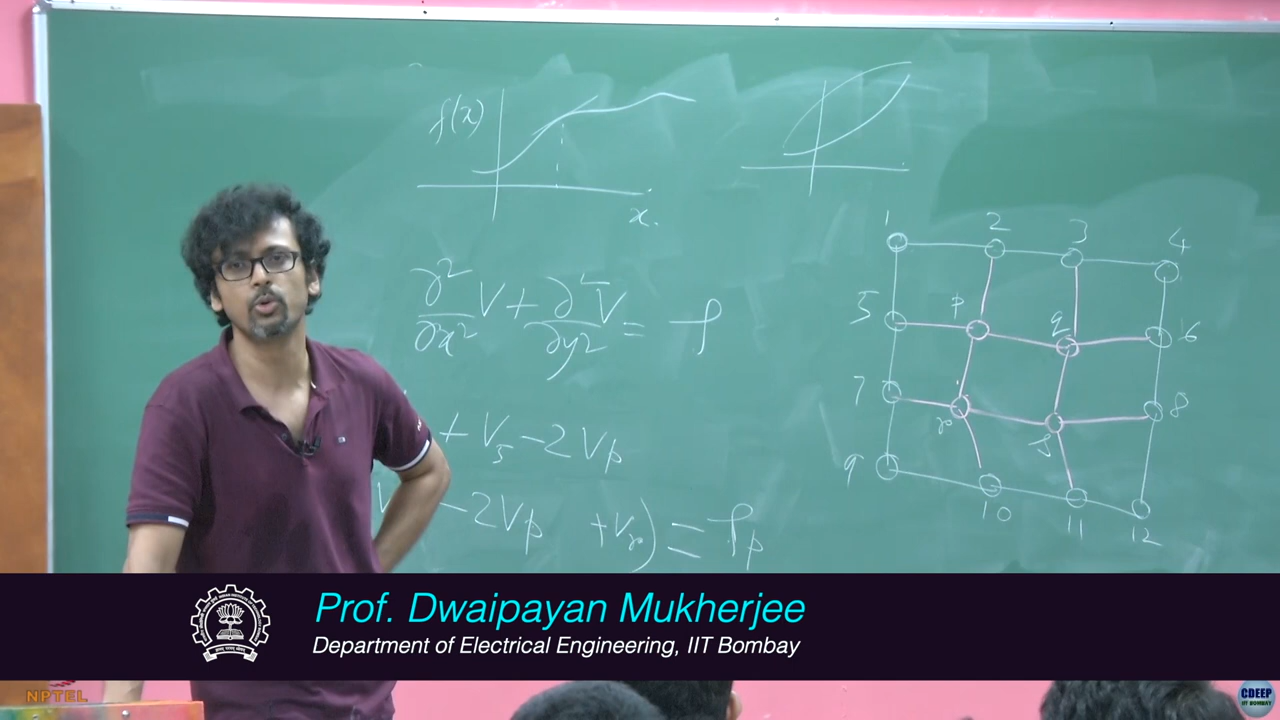 f(x)
x
∂²/∂x² V + ∂²V/∂y² = ρ
+ V₅ - 2Vp
- 2Vp + Vr) = ρp
1 2 3 4
5 p q 6
7 r s 8
9 10 11 12
Prof. Dwaipayan Mukherjee
Department of Electrical Engineering, IIT Bombay
NPTEL
CDEEP
IIT BOMBAY